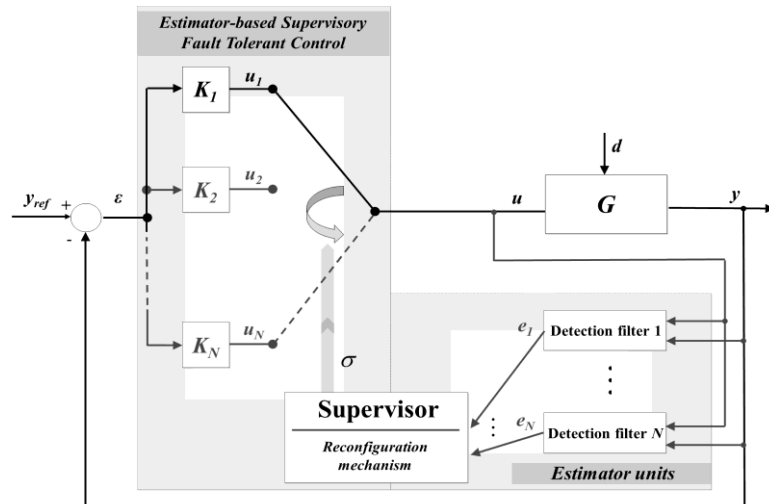 Estimator-based Supervisory
Fault Tolerant Control
K1
u1
K2
u2
KN
uN
yref
+
-
ε
u
d
G
y
σ
Supervisor
Reconfiguration
mechanism
e1
⋮
eN
Detection filter 1
⋮
Detection filter N
Estimator units